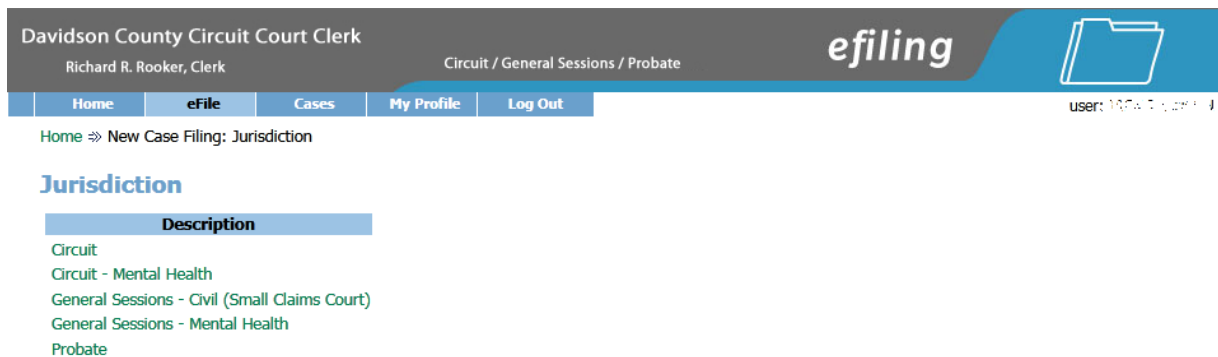 Davidson County Circuit Court Clerk
Richard R. Rooker, Clerk
Circuit / General Sessions / Probate
efiling
Home eFile Cases My Profile Log Out
user:
Home ⇒ New Case Filing: Jurisdiction
Jurisdiction
Description
Circuit
Circuit - Mental Health
General Sessions - Civil (Small Claims Court)
General Sessions - Mental Health
Probate